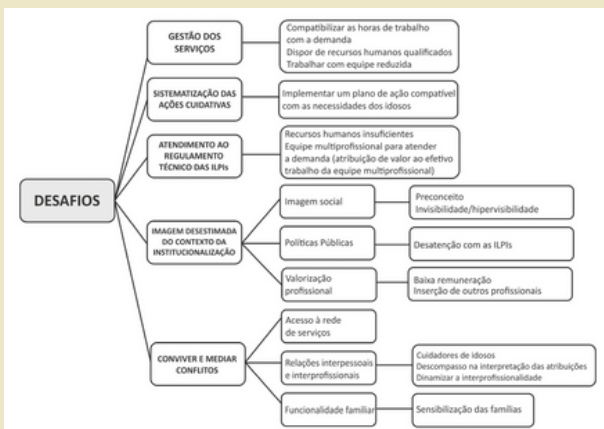 DESAFIOS
GESTÃO DOS
SERVIÇOS
Compatibilizar as horas de trabalho
com a demanda
Dispor de recursos humanos qualificados
Trabalhar com equipe reduzida
SISTEMATIZAÇÃO DAS
AÇÕES CUIDATIVAS
Implementar um plano de ação compatível
com as necessidades dos idosos
ATENDIMENTO AO
REGULAMENTO
TÉCNICO DAS ILPIs
Recursos humanos insuficientes
Equipe multiprofissional para atender
a demanda (atribuição de valor ao efetivo
trabalho da equipe multiprofissional)
IMAGEM DESESTIMADA
DO CONTEXTO DA
INSTITUCIONALIZAÇÃO
Imagem social
Preconceito
Invisibilidade/hipervisibilidade
Políticas Públicas
Desatenção com as ILPIs
Valorização
profissional
Baixa remuneração
Inserção de outros profissionais
CONVIVER E MEDIAR
CONFLITOS
Acesso à rede
de serviços
Relações interpessoais
e interprofissionais
Cuidadores de idosos
Descompasso na interpretação das atribuições
Dinamizar a interprofissionalidade
Funcionalidade familiar
Sensibilização das famílias